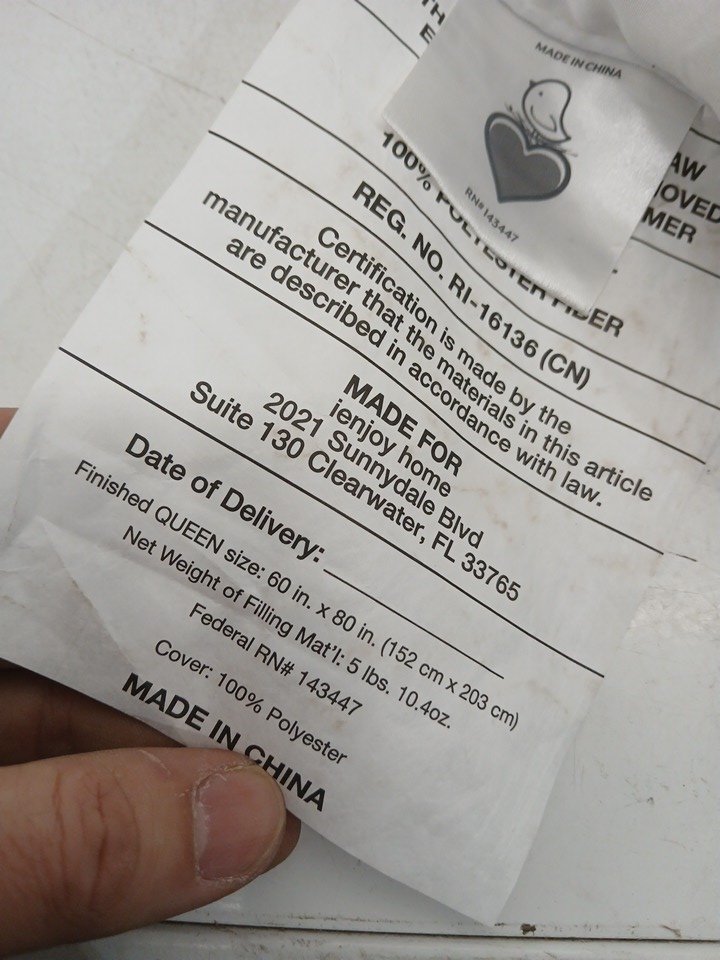 MADE IN CHINA
RN# 143447
AW
OVED
MER
100% POLYESTER FIBER
REG. NO. RI-16136 (CN)
Certification is made by the
manufacturer that the materials in this article
are described in accordance with law.
MADE FOR
ienjoy home
2021 Sunnydale Blvd
Suite 130 Clearwater, FL 33765
Date of Delivery:
Finished QUEEN size: 60 in. x 80 in. (152 cm x 203 cm)
Net Weight of Filling Mat'l: 5 lbs. 10.4oz.
Federal RN# 143447
Cover: 100% Polyester
MADE IN CHINA